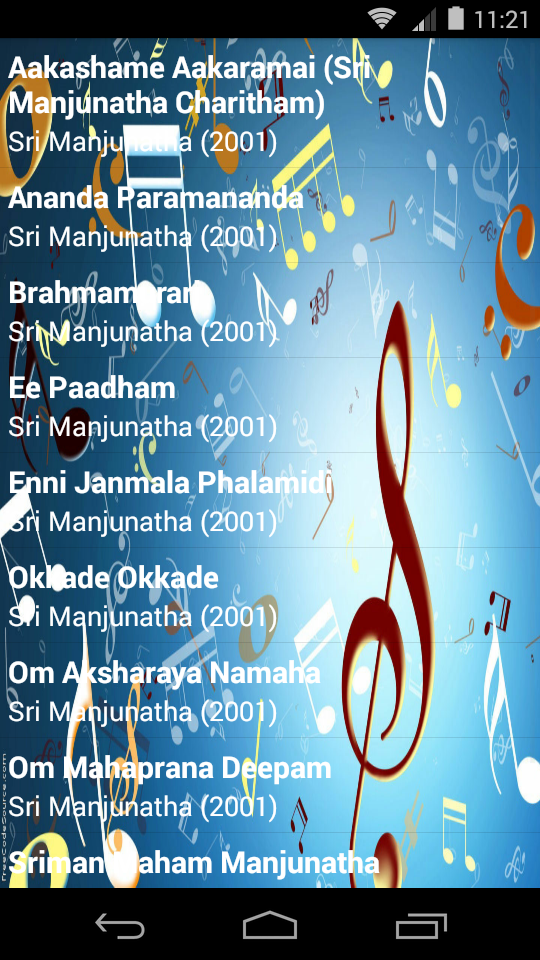 11:21
Aakashame Aakaramai (Sri
Manjunatha Charitham)
Sri Manjunatha (2001)
Ananda Paramananda
Sri Manjunatha (2001)
Sri Manjunatha (2001)
Ee Paadham
Sri Manjunatha (2001)
Enni Janmala Phalamidi
Sri Manjunatha (2001)
Okkade Okkade
Sri Manjunatha (2001)
Om Aksharaya Namaha
Sri Manjunatha (2001)
Om Mahaprana Deepam
Sri Manjunatha (2001)
Manjunatha
FreeCodeSource.com